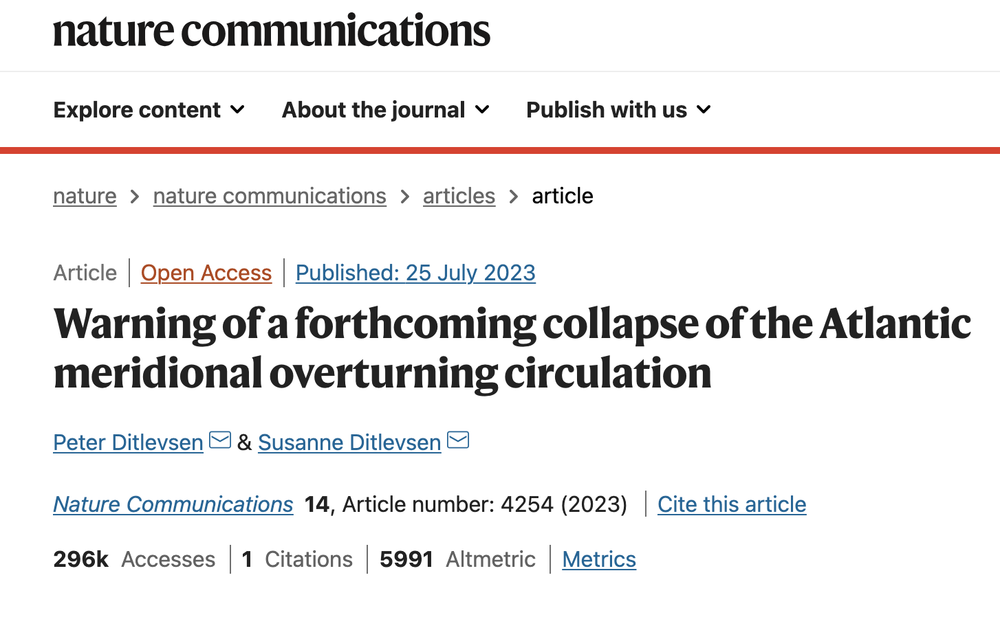 nature communications
Explore content About the journal Publish with us
nature > nature communications > articles > article
Article | Open Access | Published: 25 July 2023
Warning of a forthcoming collapse of the Atlantic
meridional overturning circulation
Peter Ditlevsen & Susanne Ditlevsen
Nature Communications 14, Article number: 4254 (2023) | Cite this article
296k Accesses | 1 Citations | 5991 Altmetric | Metrics